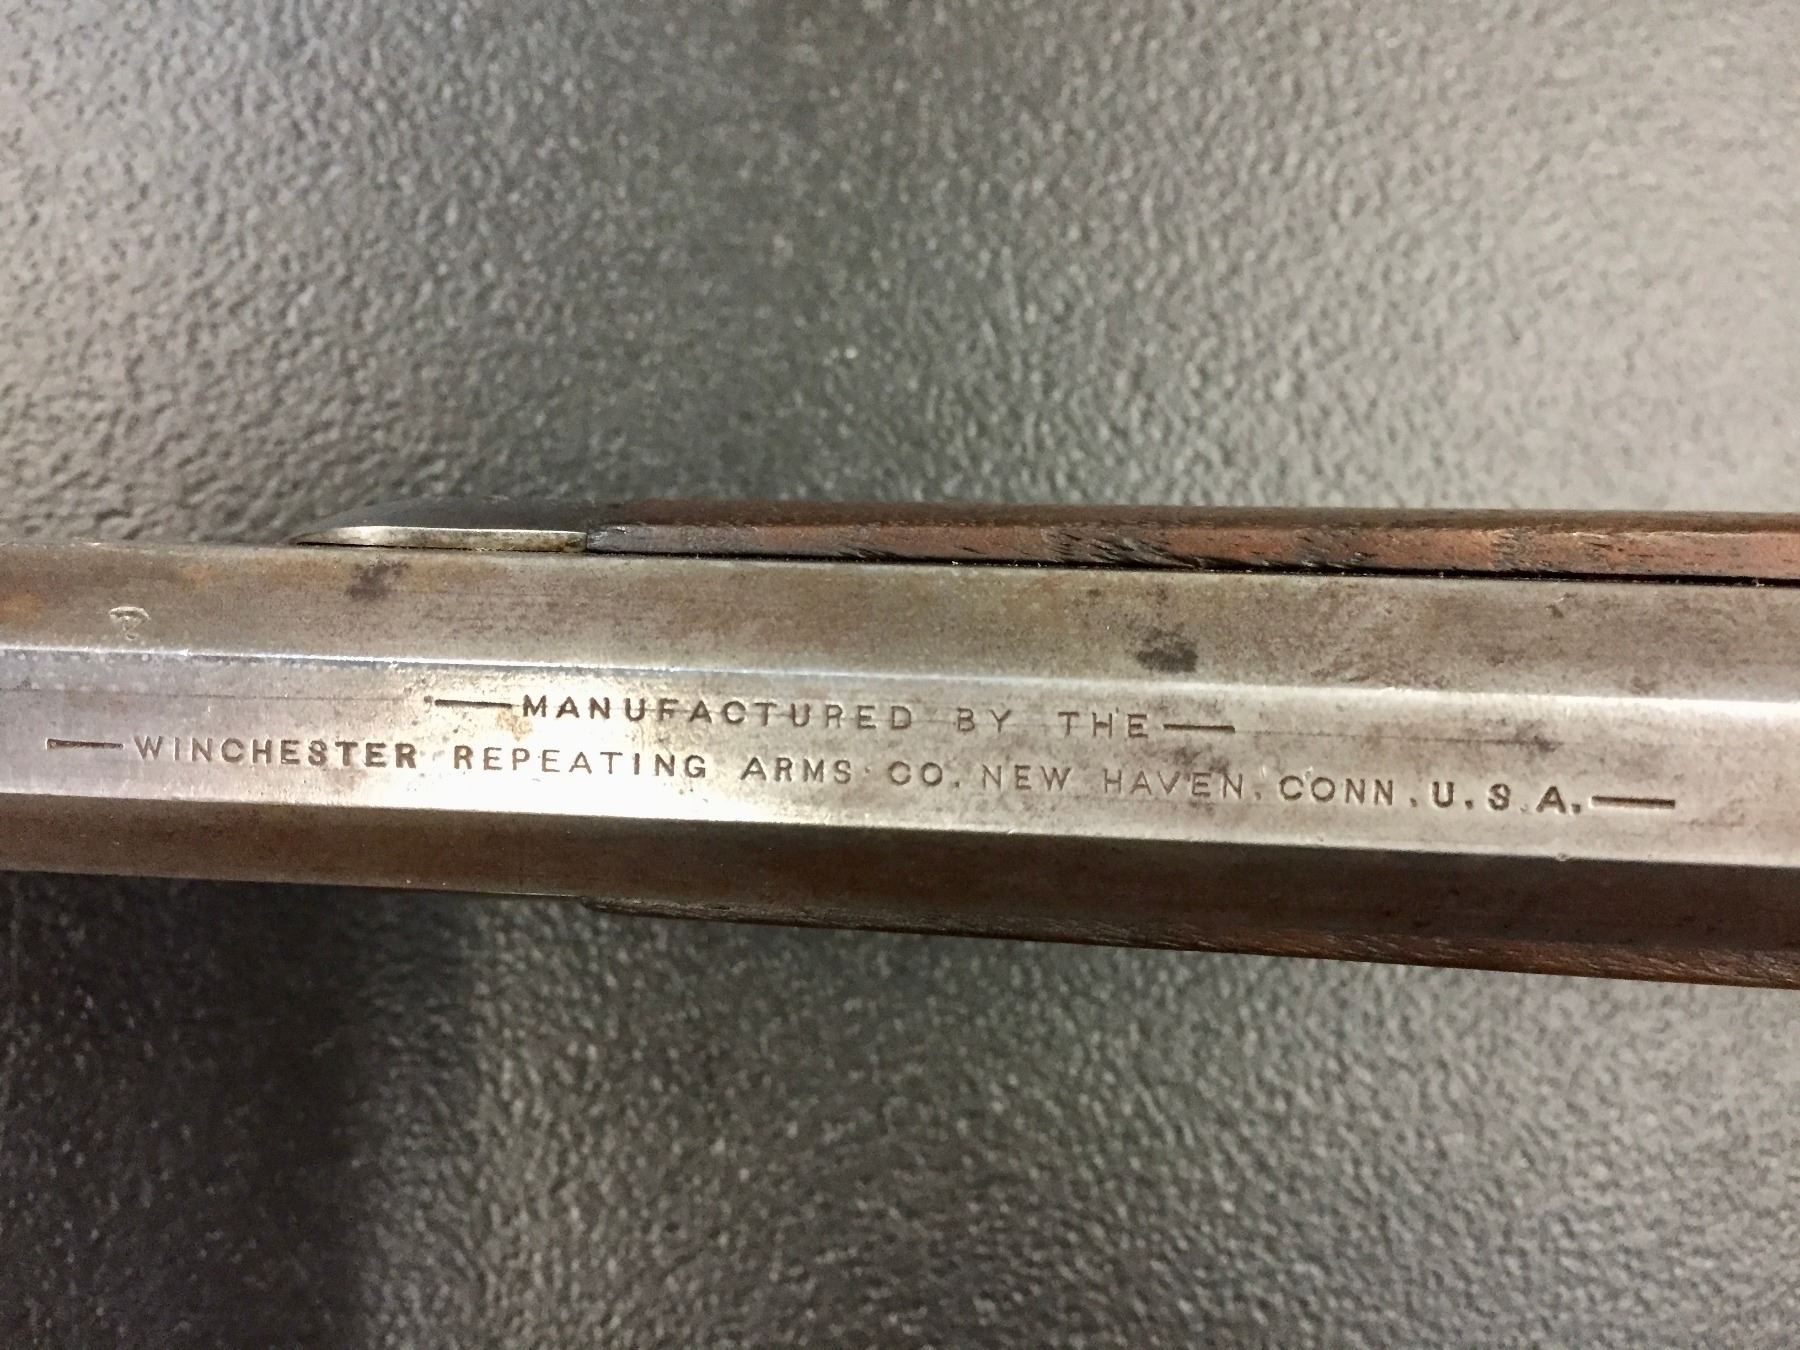 —MANUFACTURED BY THE—
—WINCHESTER REPEATING ARMS CO. NEW HAVEN. CONN. U.S.A.—